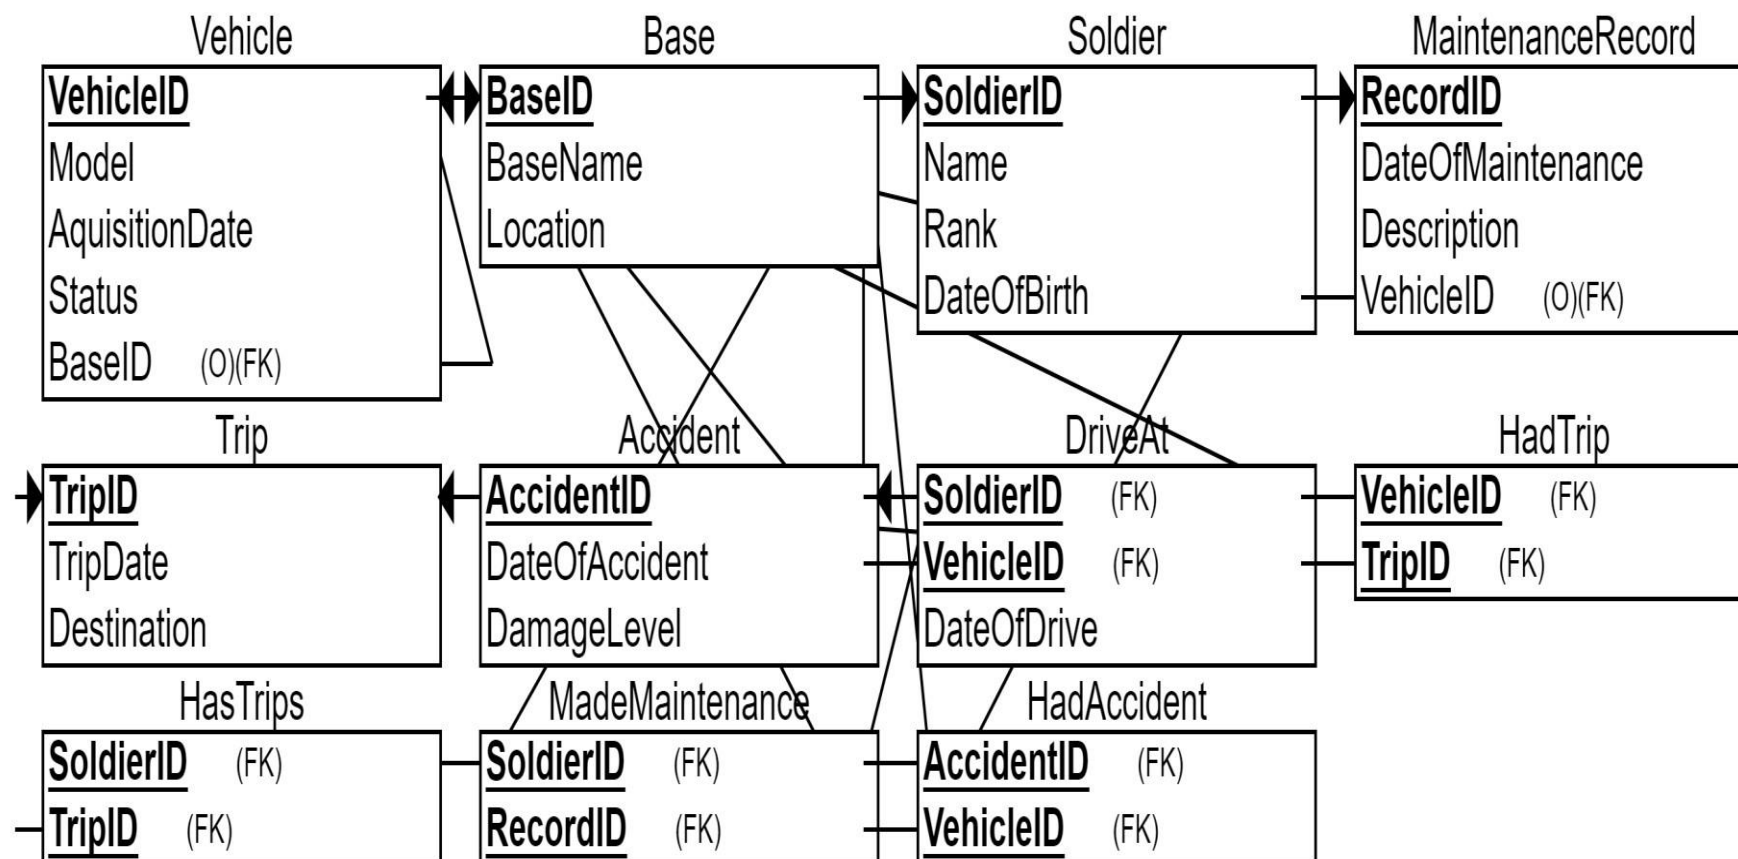 Vehicle
VehicleID
Model
AquisitionDate
Status
BaseID (O)(FK)
Base
BaseID
BaseName
Location
Soldier
SoldierID
Name
Rank
DateOfBirth
MaintenanceRecord
RecordID
DateOfMaintenance
Description
VehicleID (O)(FK)
Trip
TripID
TripDate
Destination
Accident
AccidentID
DateOfAccident
DamageLevel
DriveAt
SoldierID (FK)
VehicleID (FK)
DateOfDrive
HadTrip
VehicleID (FK)
TripID (FK)
HasTrips
SoldierID (FK)
TripID (FK)
MadeMaintenance
SoldierID (FK)
RecordID (FK)
HadAccident
AccidentID (FK)
VehicleID (FK)